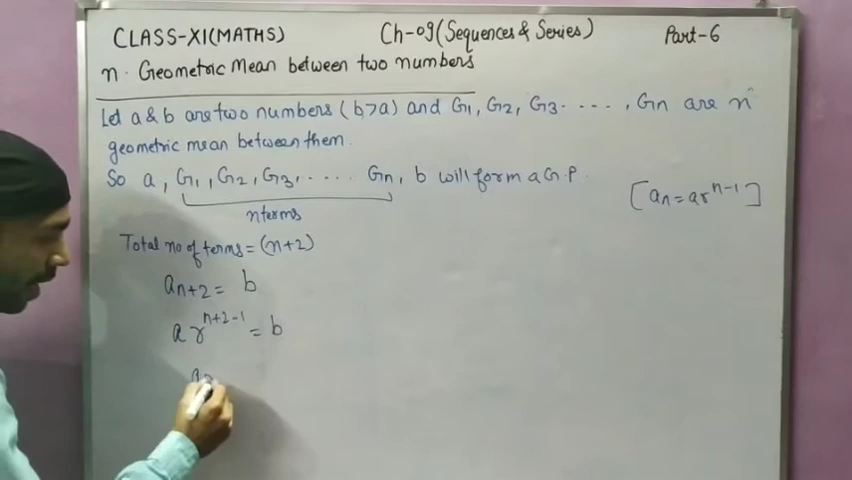 CLASS-XI(MATHS) Ch-09(Sequences & Series) Part-6
n. Geometric Mean between two numbers
Let a & b are two numbers (b>a) and G1, G2, G3. . . . ., Gn are n
geometric mean between them.
So a, G1, G2, G3, . . . . . Gn, b will form a G.P.
[an = ar^n-1]
n terms
Total no of terms = (n+2)
an+2 = b
ar^n+2-1 = b
a